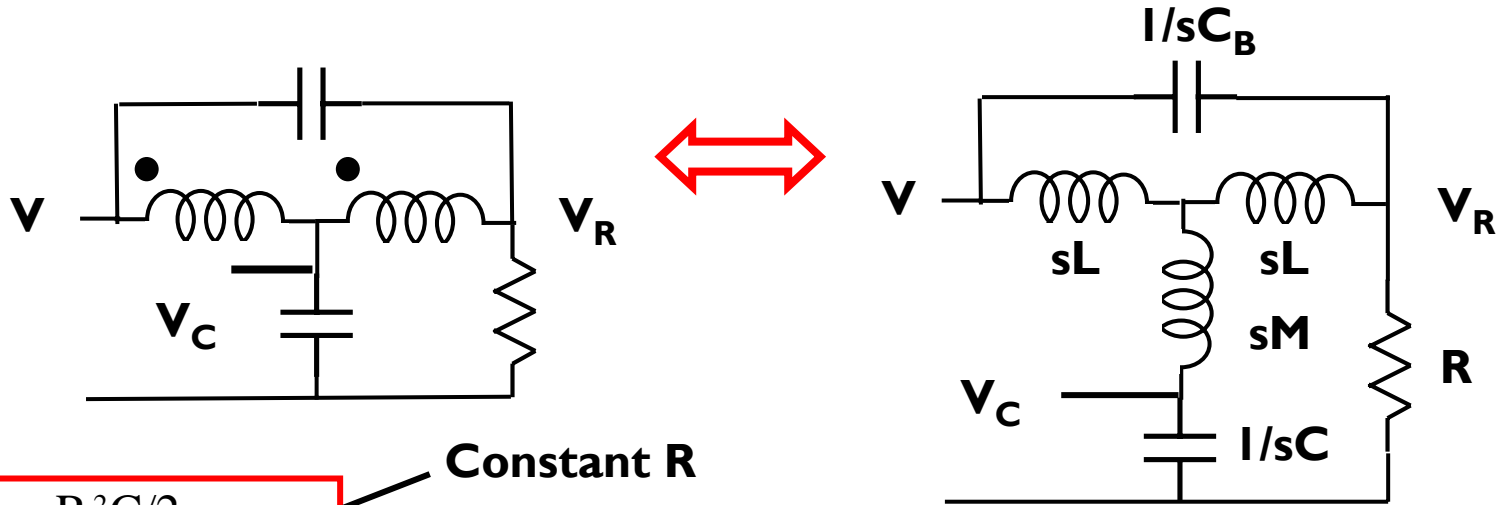 1/sC_B
V
V_R
V
V_R
sL
sL
V_C
sM
R
V_C
1/sC
Constant R